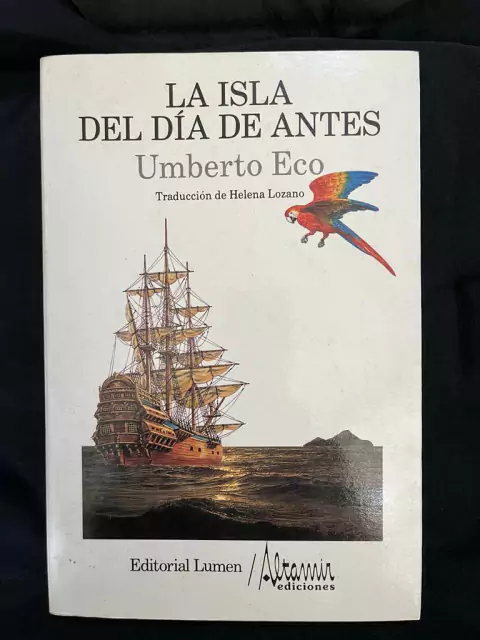 LA ISLA
DEL DÍA DE ANTES
Umberto Eco
Traducción de Helena Lozano
Editorial Lumen / Altamir
ediciones